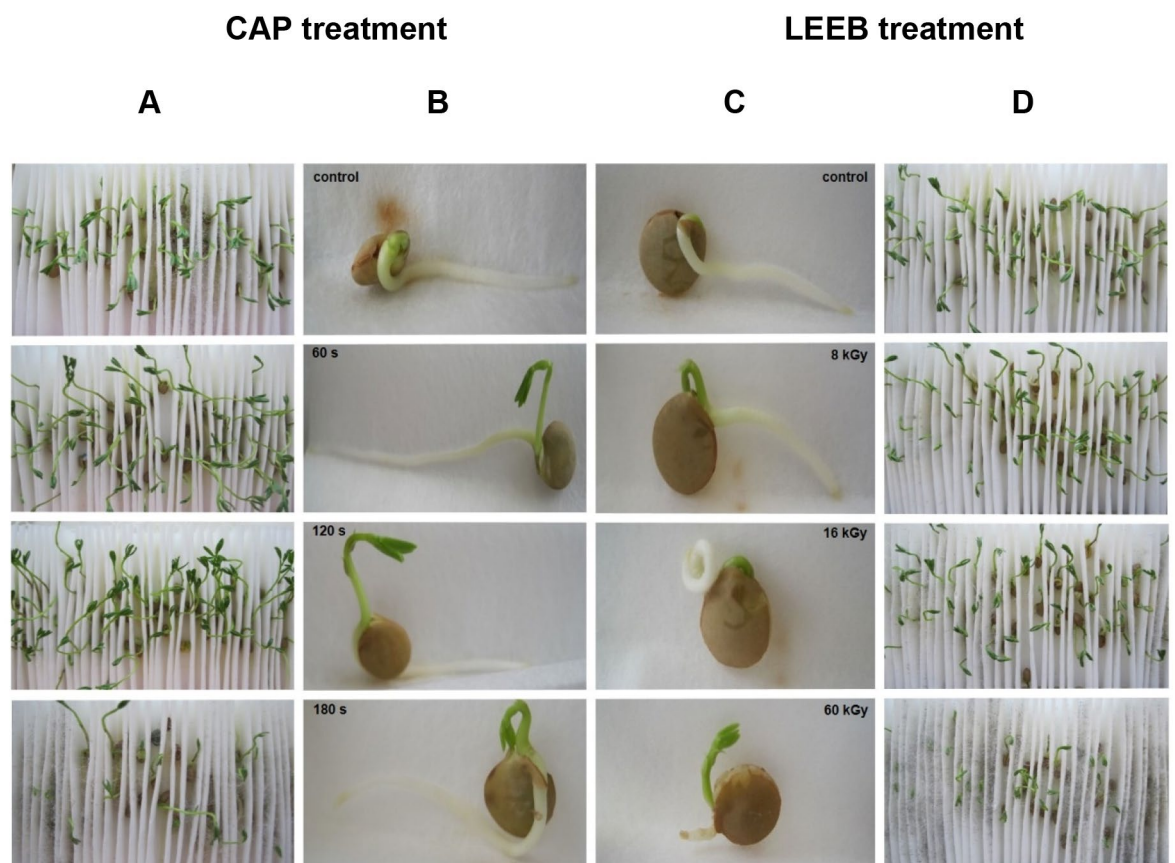 CAP treatment
LEEB treatment
A
B
C
D
control
control
60 s
8 kGy
120 s
16 kGy
180 s
60 kGy